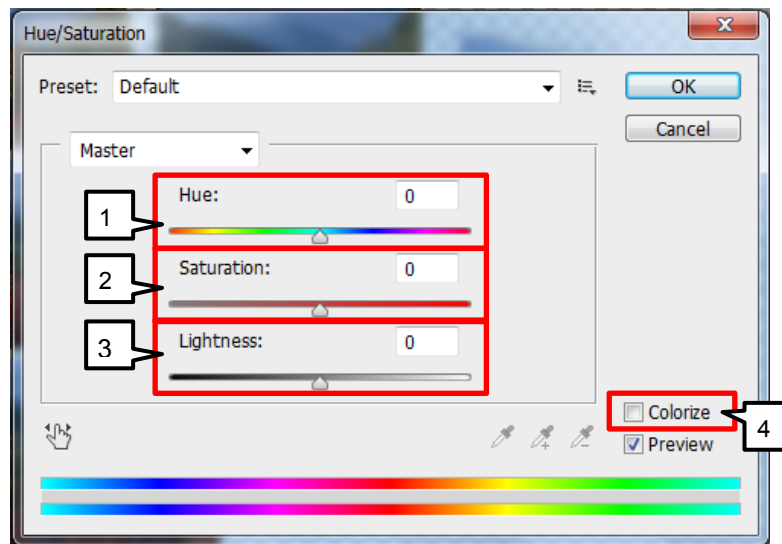 Hue/Saturation
Preset: Default
OK
Cancel
Master
1
Hue: 0
2
Saturation: 0
3
Lightness: 0
Colorize
4
Preview